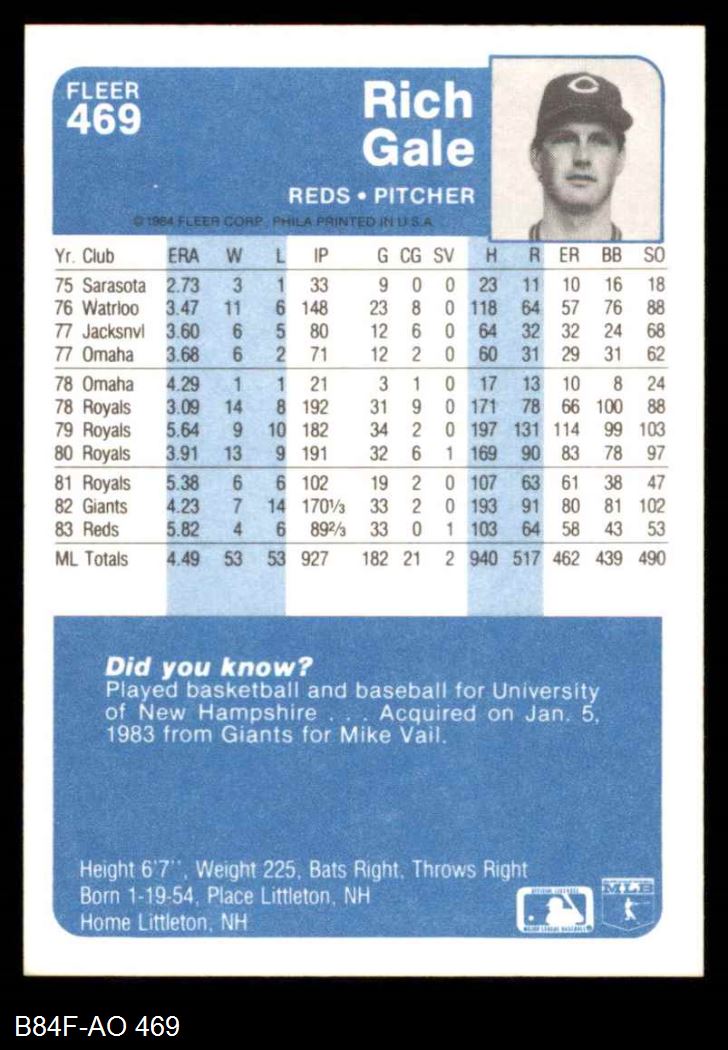 FLEER
469
Rich
Gale
REDS • PITCHER
© 1984 FLEER CORP., PHILA PRINTED IN U.S.A.
Yr. Club ERA W L IP G CG SV H R ER BB SO
75 Sarasota 2.73 3 1 33 9 0 0 23 11 10 16 18
76 Watrloo 3.47 11 6 148 23 8 0 118 64 57 76 88
77 Jacksnvl 3.60 6 5 80 12 6 0 64 32 32 24 68
77 Omaha 3.68 6 2 71 12 2 0 60 31 29 31 62
78 Omaha 4.29 1 1 21 3 1 0 17 13 10 8 24
78 Royals 3.09 14 8 192 31 9 0 171 78 66 100 88
79 Royals 5.64 9 10 182 34 2 0 197 131 114 99 103
80 Royals 3.91 13 9 191 32 6 1 169 90 83 78 97
81 Royals 5.38 6 6 102 19 2 0 107 63 61 38 47
82 Giants 4.23 7 14 170⅓ 33 2 0 193 91 80 81 102
83 Reds 5.82 4 6 89⅔ 33 0 1 103 64 58 43 53
ML Totals 4.49 53 53 927 182 21 2 940 517 462 439 490
Did you know?
Played basketball and baseball for University
of New Hampshire . . . Acquired on Jan. 5,
1983 from Giants for Mike Vail.
Height 6'7'', Weight 225, Bats Right, Throws Right
Born 1-19-54, Place Littleton, NH
Home Littleton, NH
MLB
B84F-AO 469